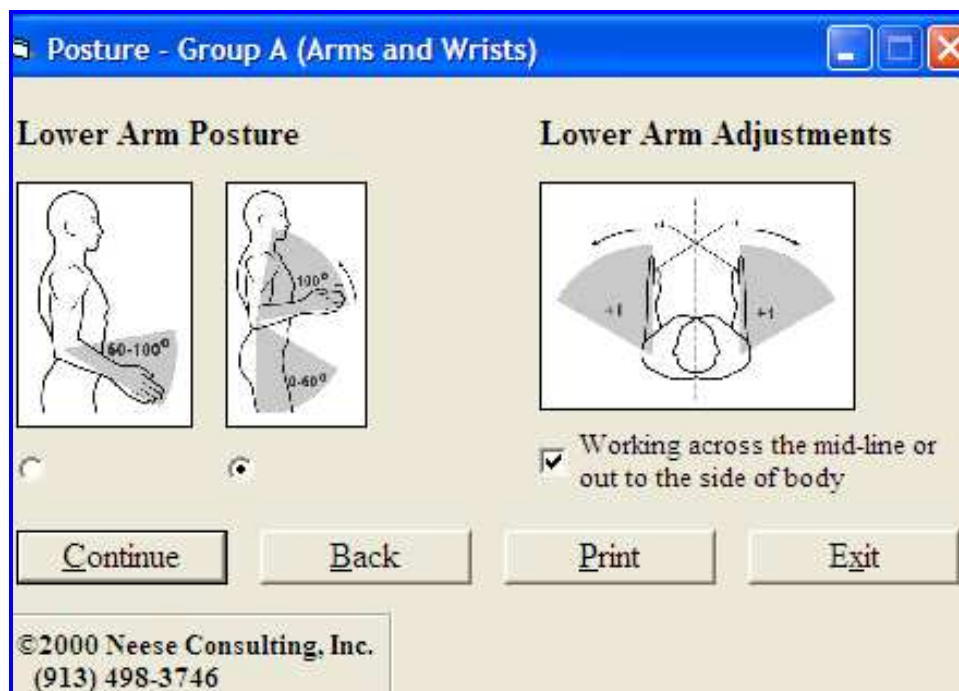 Posture - Group A (Arms and Wrists)
Lower Arm Posture
Lower Arm Adjustments
60-100°
100°
0-60°
+1
+1
Working across the mid-line or
out to the side of body
Continue
Back
Print
Exit
©2000 Neese Consulting, Inc.
(913) 498-3746